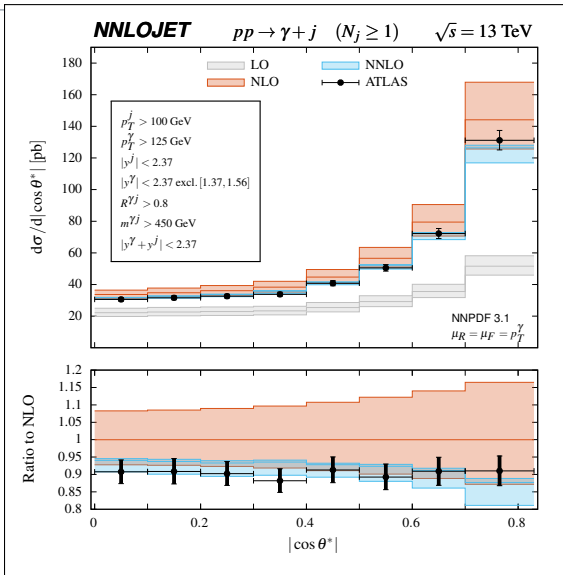 NNLOJET pp → γ + j (N_j ≥ 1) √s = 13 TeV
LO NNLO
NLO ATLAS
p_T^j > 100 GeV
p_T^γ > 125 GeV
|y^j| < 2.37
|y^γ| < 2.37 excl. [1.37, 1.56]
R^{γj} > 0.8
m^{γj} > 450 GeV
|y^γ + y^j| < 2.37
dσ/d|cos θ*| [pb]
180
160
140
120
100
80
60
40
20
NNPDF 3.1
μ_R = μ_F = p_T^γ
Ratio to NLO
1.2
1.15
1.1
1.05
1
0.95
0.9
0.85
0.8
0 0.2 0.4 0.6 0.8
|cos θ*|